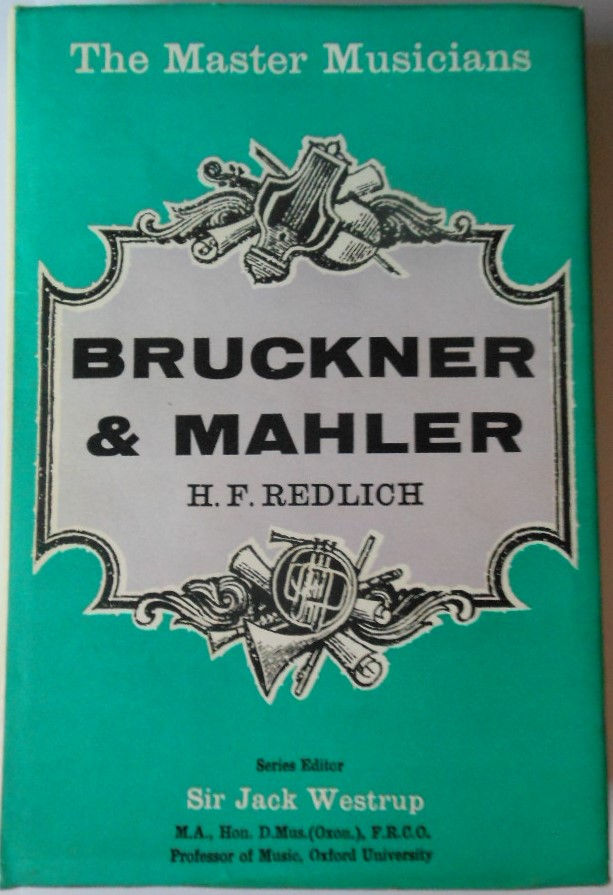 The Master Musicians
BRUCKNER
& MAHLER
H. F. REDLICH
Series Editor
Sir Jack Westrup
M.A., Hon. D.Mus.(Oxon.), F.R.C.O.
Professor of Music, Oxford University